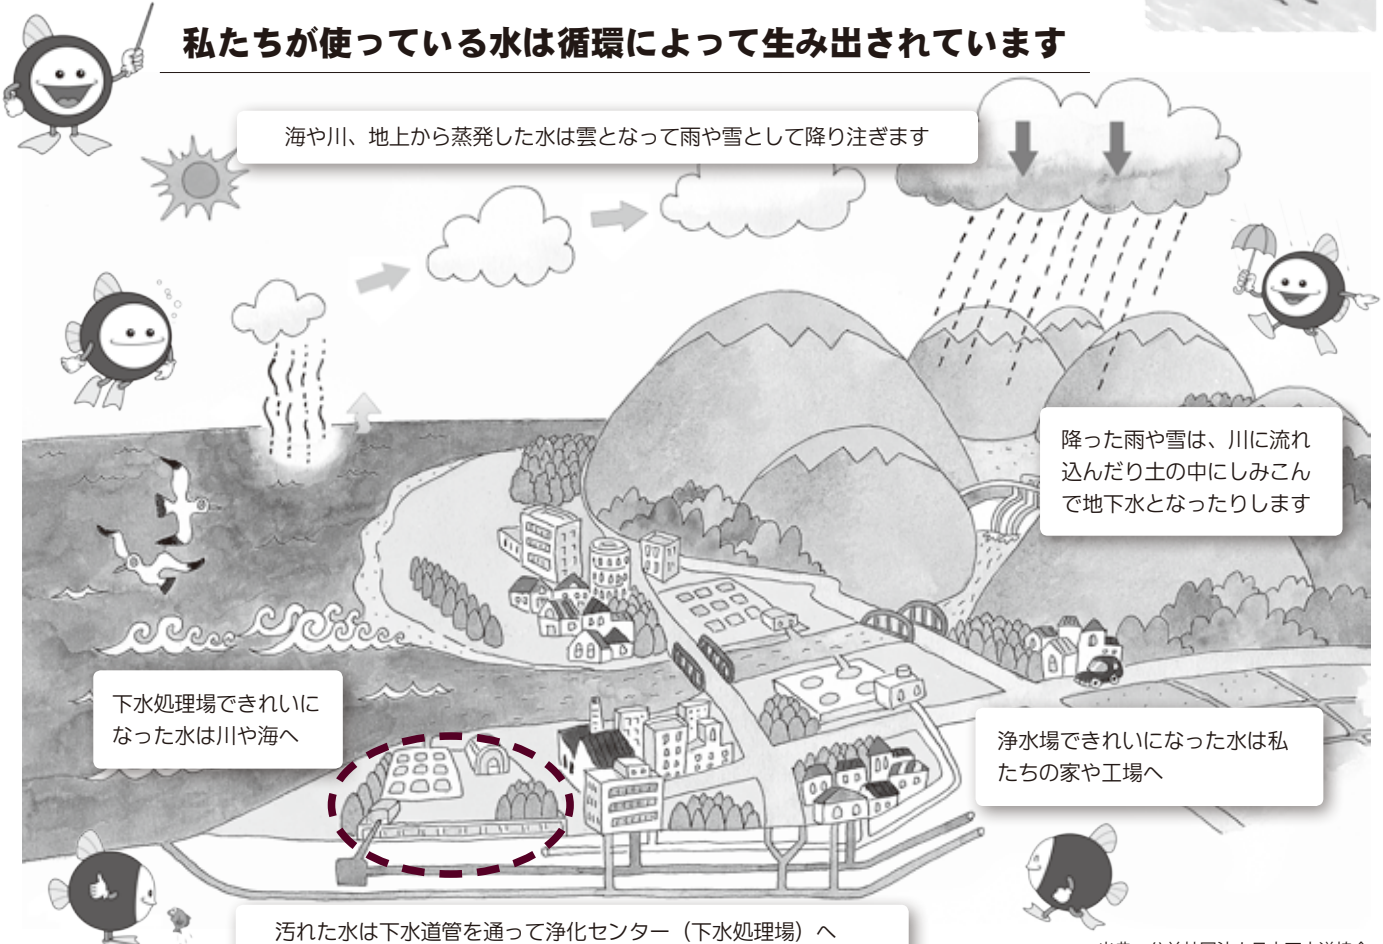 私たちが使っている水は循環によって生み出されています
海や川、地上から蒸発した水は雲となって雨や雪として降り注ぎます
降った雨や雪は、川に流れ
込んだり土の中にしみこん
で地下水となったりします
下水処理場できれいに
なった水は川や海へ
浄水場できれいになった水は私
たちの家や工場へ
汚れた水は下水道管を通って浄化センター（下水処理場）へ